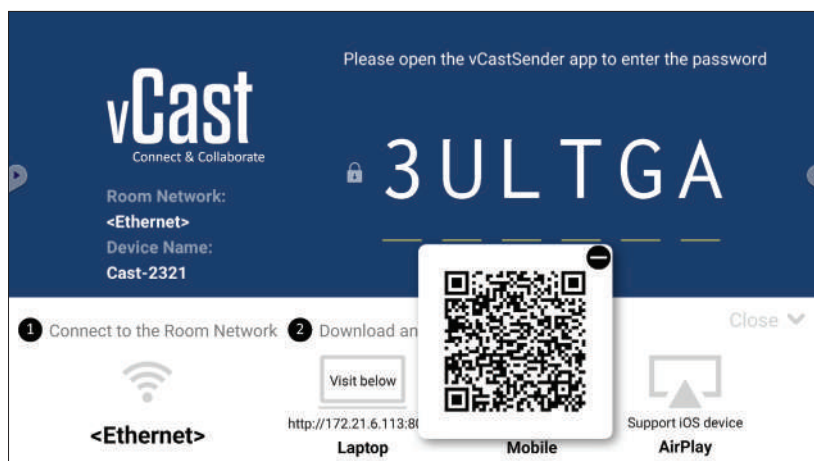 Please open the vCastSender app to enter the password
vCast
Connect & Collaborate
3ULTGA
Room Network:
<Ethernet>
Device Name:
Cast-2321
1 Connect to the Room Network
2 Download an
Close
Visit below
http://172.21.6.113:80
Support iOS device
<Ethernet>
Laptop
Mobile
AirPlay